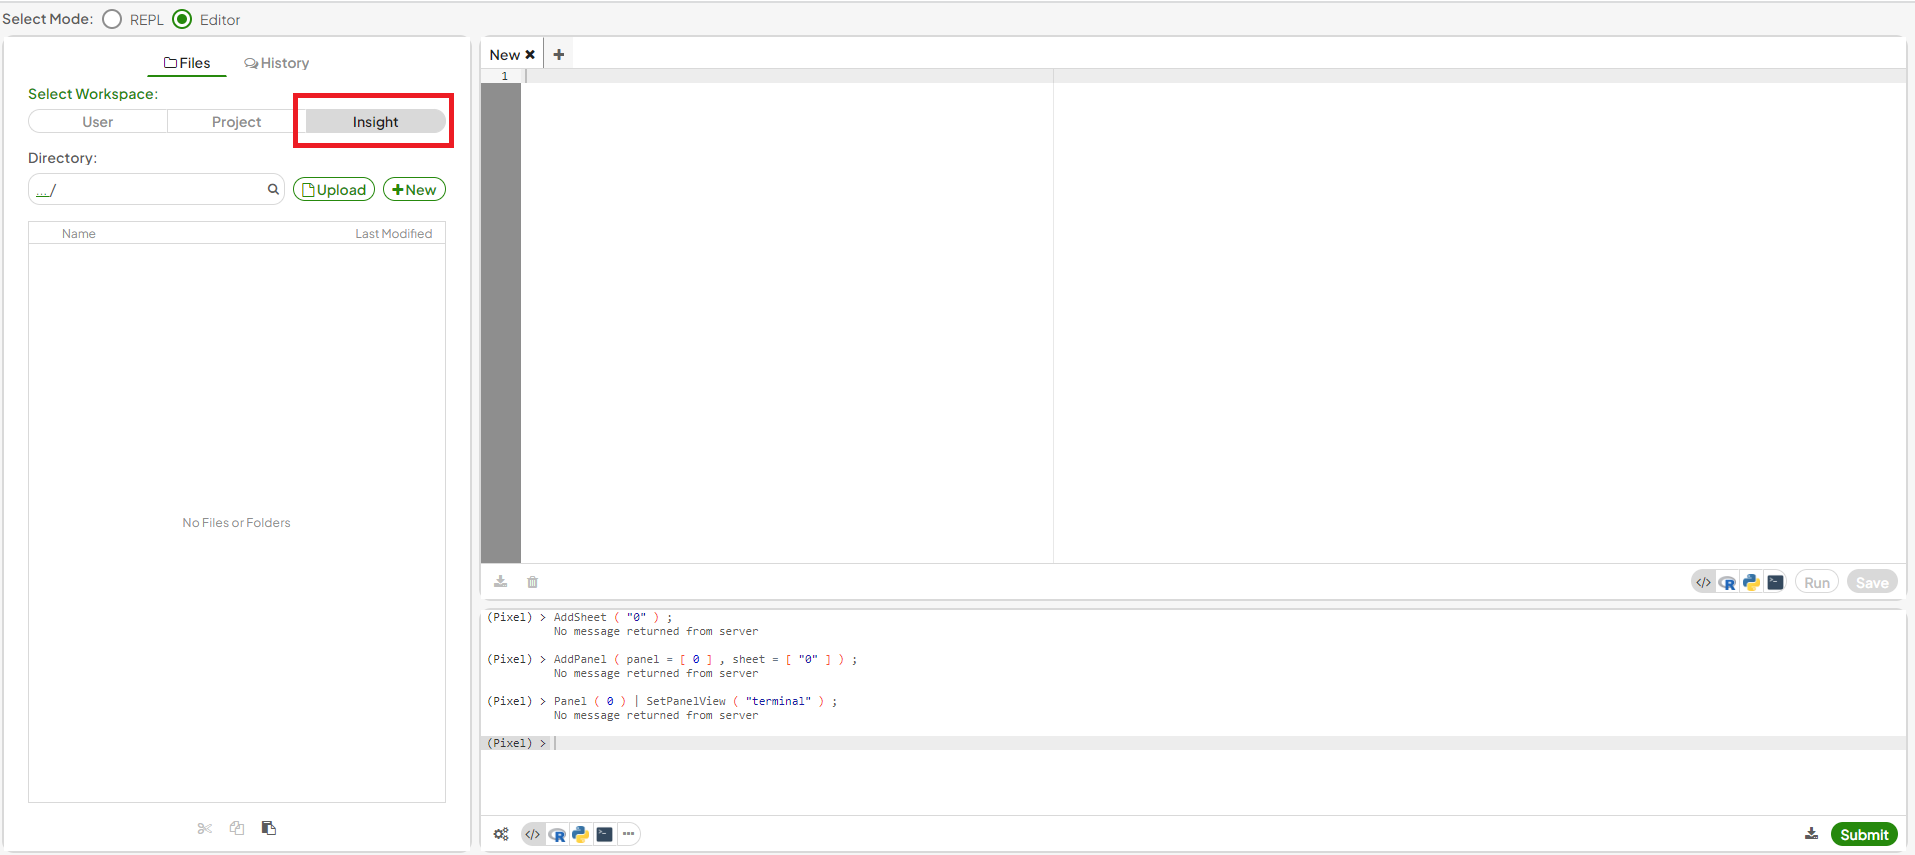 Select Mode: REPL Editor
Files History
Select Workspace:
User Project Insight
Directory:
.../ Upload New
Name Last Modified
No Files or Folders
New
1
Run Save
(Pixel) > AddSheet ( "0" ) ;
No message returned from server
(Pixel) > AddPanel ( panel = [ 0 ] , sheet = [ "0" ] ) ;
No message returned from server
(Pixel) > Panel ( 0 ) | SetPanelView ( "terminal" ) ;
No message returned from server
(Pixel) >
Submit